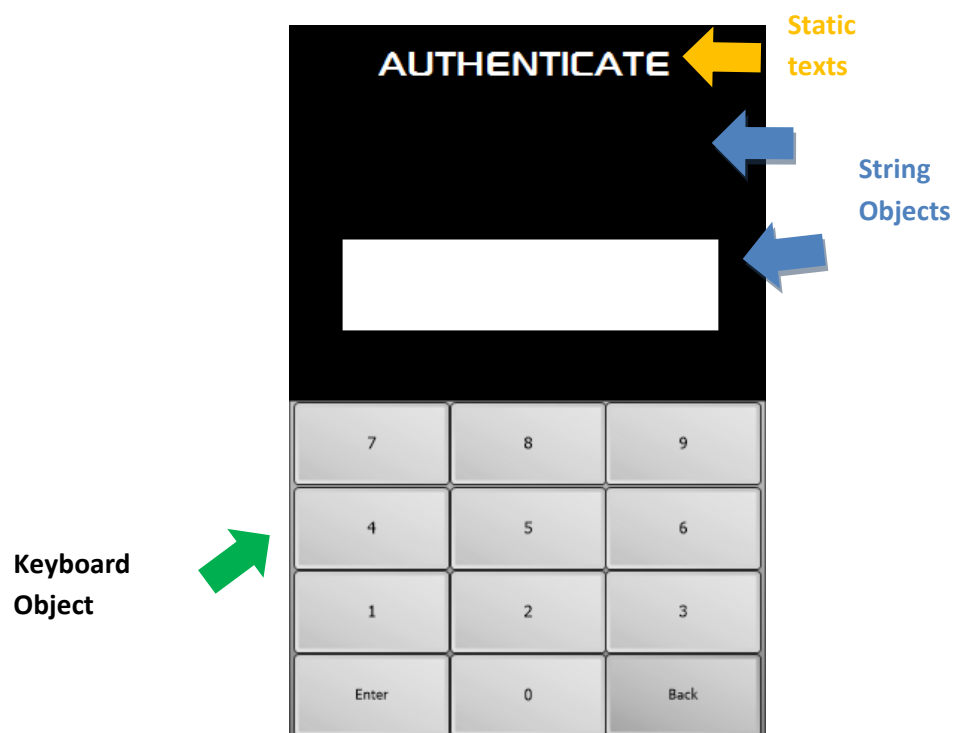 Static
texts
AUTHENTICATE
String
Objects
7 8 9
4 5 6
Keyboard
Object
1 2 3
Enter 0 Back